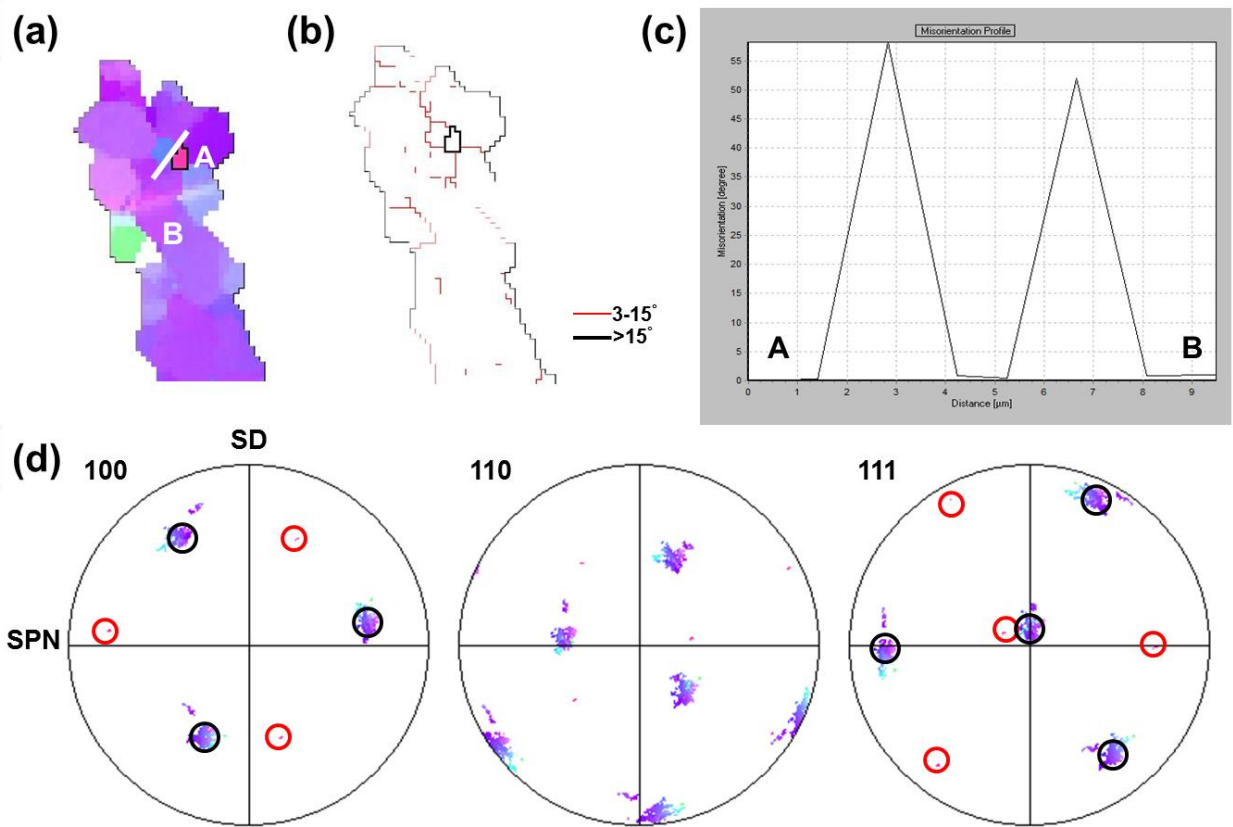 (a)
A
B
(b)
3-15°
>15°
(c)
Misorientation Profile
Misorientation [degree]
55
50
45
40
35
30
25
20
15
10
5
0
A
B
0 1 2 3 4 5 6 7 8 9
Distance [µm]
(d)
SD
100
110
111
SPN